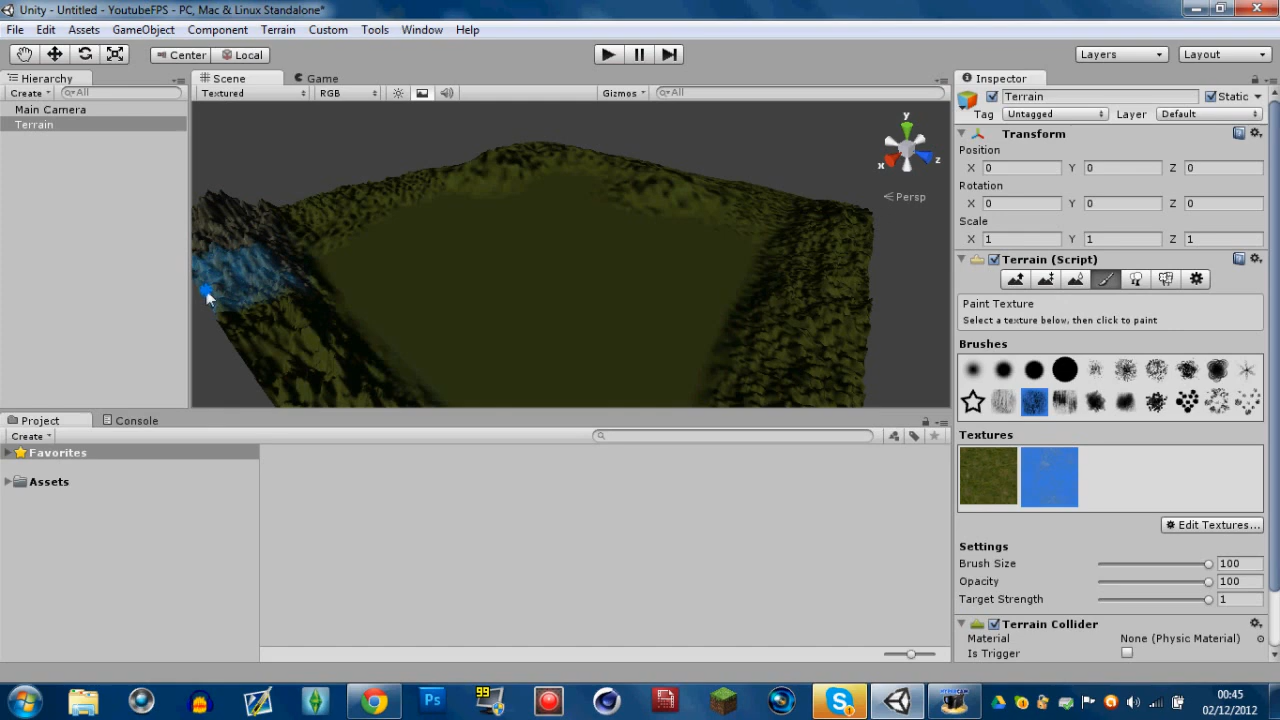 Unity - Untitled - YoutubeFPS - PC, Mac & Linux Standalone*
File Edit Assets GameObject Component Terrain Custom Tools Window Help
Center Local Layers Layout
Hierarchy Scene Game Inspector
Create All Textured RGB Gizmos All Terrain Static
Main Camera
Terrain
Tag Untagged Layer Default
Transform
Position
X 0 Y 0 Z 0
Rotation
X 0 Y 0 Z 0
Scale
X 1 Y 1 Z 1
y
x z
Persp
Terrain (Script)
Paint Texture
Select a texture below, then click to paint
Brushes
Project Console
Create
Favorites
Assets
Textures
Edit Textures...
Settings
Brush Size 100
Opacity 100
Target Strength 1
Terrain Collider
Material None (Physic Material)
Is Trigger
Ps 99
00:45
02/12/2012